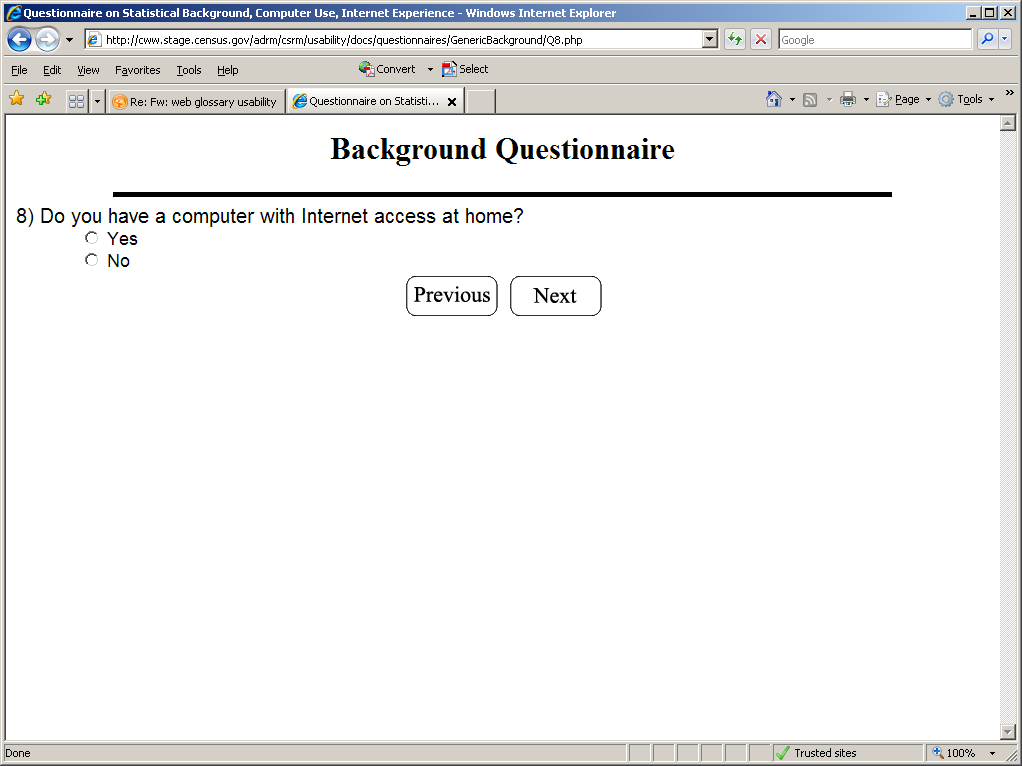 Questionnaire on Statistical Background, Computer Use, Internet Experience - Windows Internet Explorer
http://cww.stage.census.gov/adrm/csrm/usability/docs/questionnaires/GenericBackground/Q8.php
Google
File Edit View Favorites Tools Help Convert Select
Re: Fw: web glossary usability Questionnaire on Statisti... Page Tools »
Background Questionnaire
8) Do you have a computer with Internet access at home?
Yes
No
Previous Next
Done Trusted sites 100%